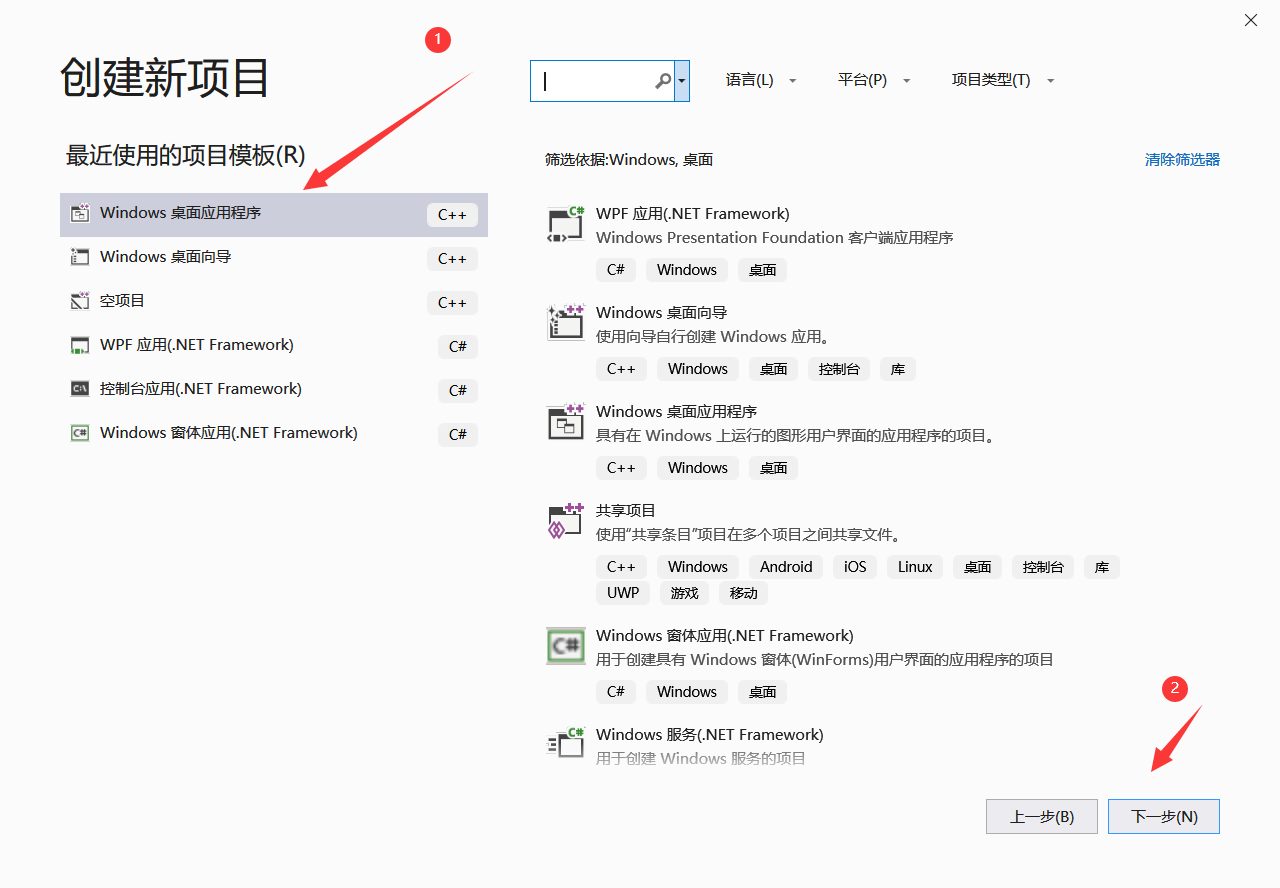 1
创建新项目
语言(L)
平台(P)
项目类型(T)
最近使用的项目模板(R)
Windows 桌面应用程序
C++
Windows 桌面向导
C++
空项目
C++
WPF 应用(.NET Framework)
C#
控制台应用(.NET Framework)
C#
Windows 窗体应用(.NET Framework)
C#
筛选依据:Windows, 桌面
清除筛选器
WPF 应用(.NET Framework)
Windows Presentation Foundation 客户端应用程序
C# Windows 桌面
Windows 桌面向导
使用向导自行创建 Windows 应用。
C++ Windows 桌面 控制台 库
Windows 桌面应用程序
具有在 Windows 上运行的图形用户界面的应用程序的项目。
C++ Windows 桌面
共享项目
使用“共享条目”项目在多个项目之间共享文件。
C++ Windows Android iOS Linux 桌面 控制台 库
UWP 游戏 移动
Windows 窗体应用(.NET Framework)
用于创建具有 Windows 窗体(WinForms)用户界面的应用程序的项目
C# Windows 桌面
Windows 服务(.NET Framework)
用于创建 Windows 服务的项目
2
上一步(B)
下一步(N)